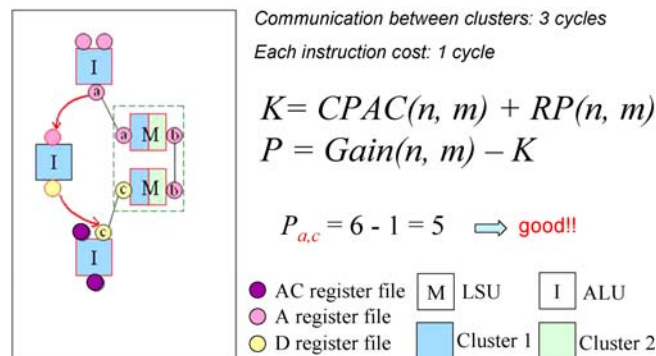 Communication between clusters: 3 cycles
Each instruction cost: 1 cycle
K= CPAC(n, m) + RP(n, m)
P = Gain(n, m) – K
P a,c = 6 - 1 = 5 good!!
I
a
a M b
I
c M b
c
I
AC register file M LSU I ALU
A register file
D register file Cluster 1 Cluster 2